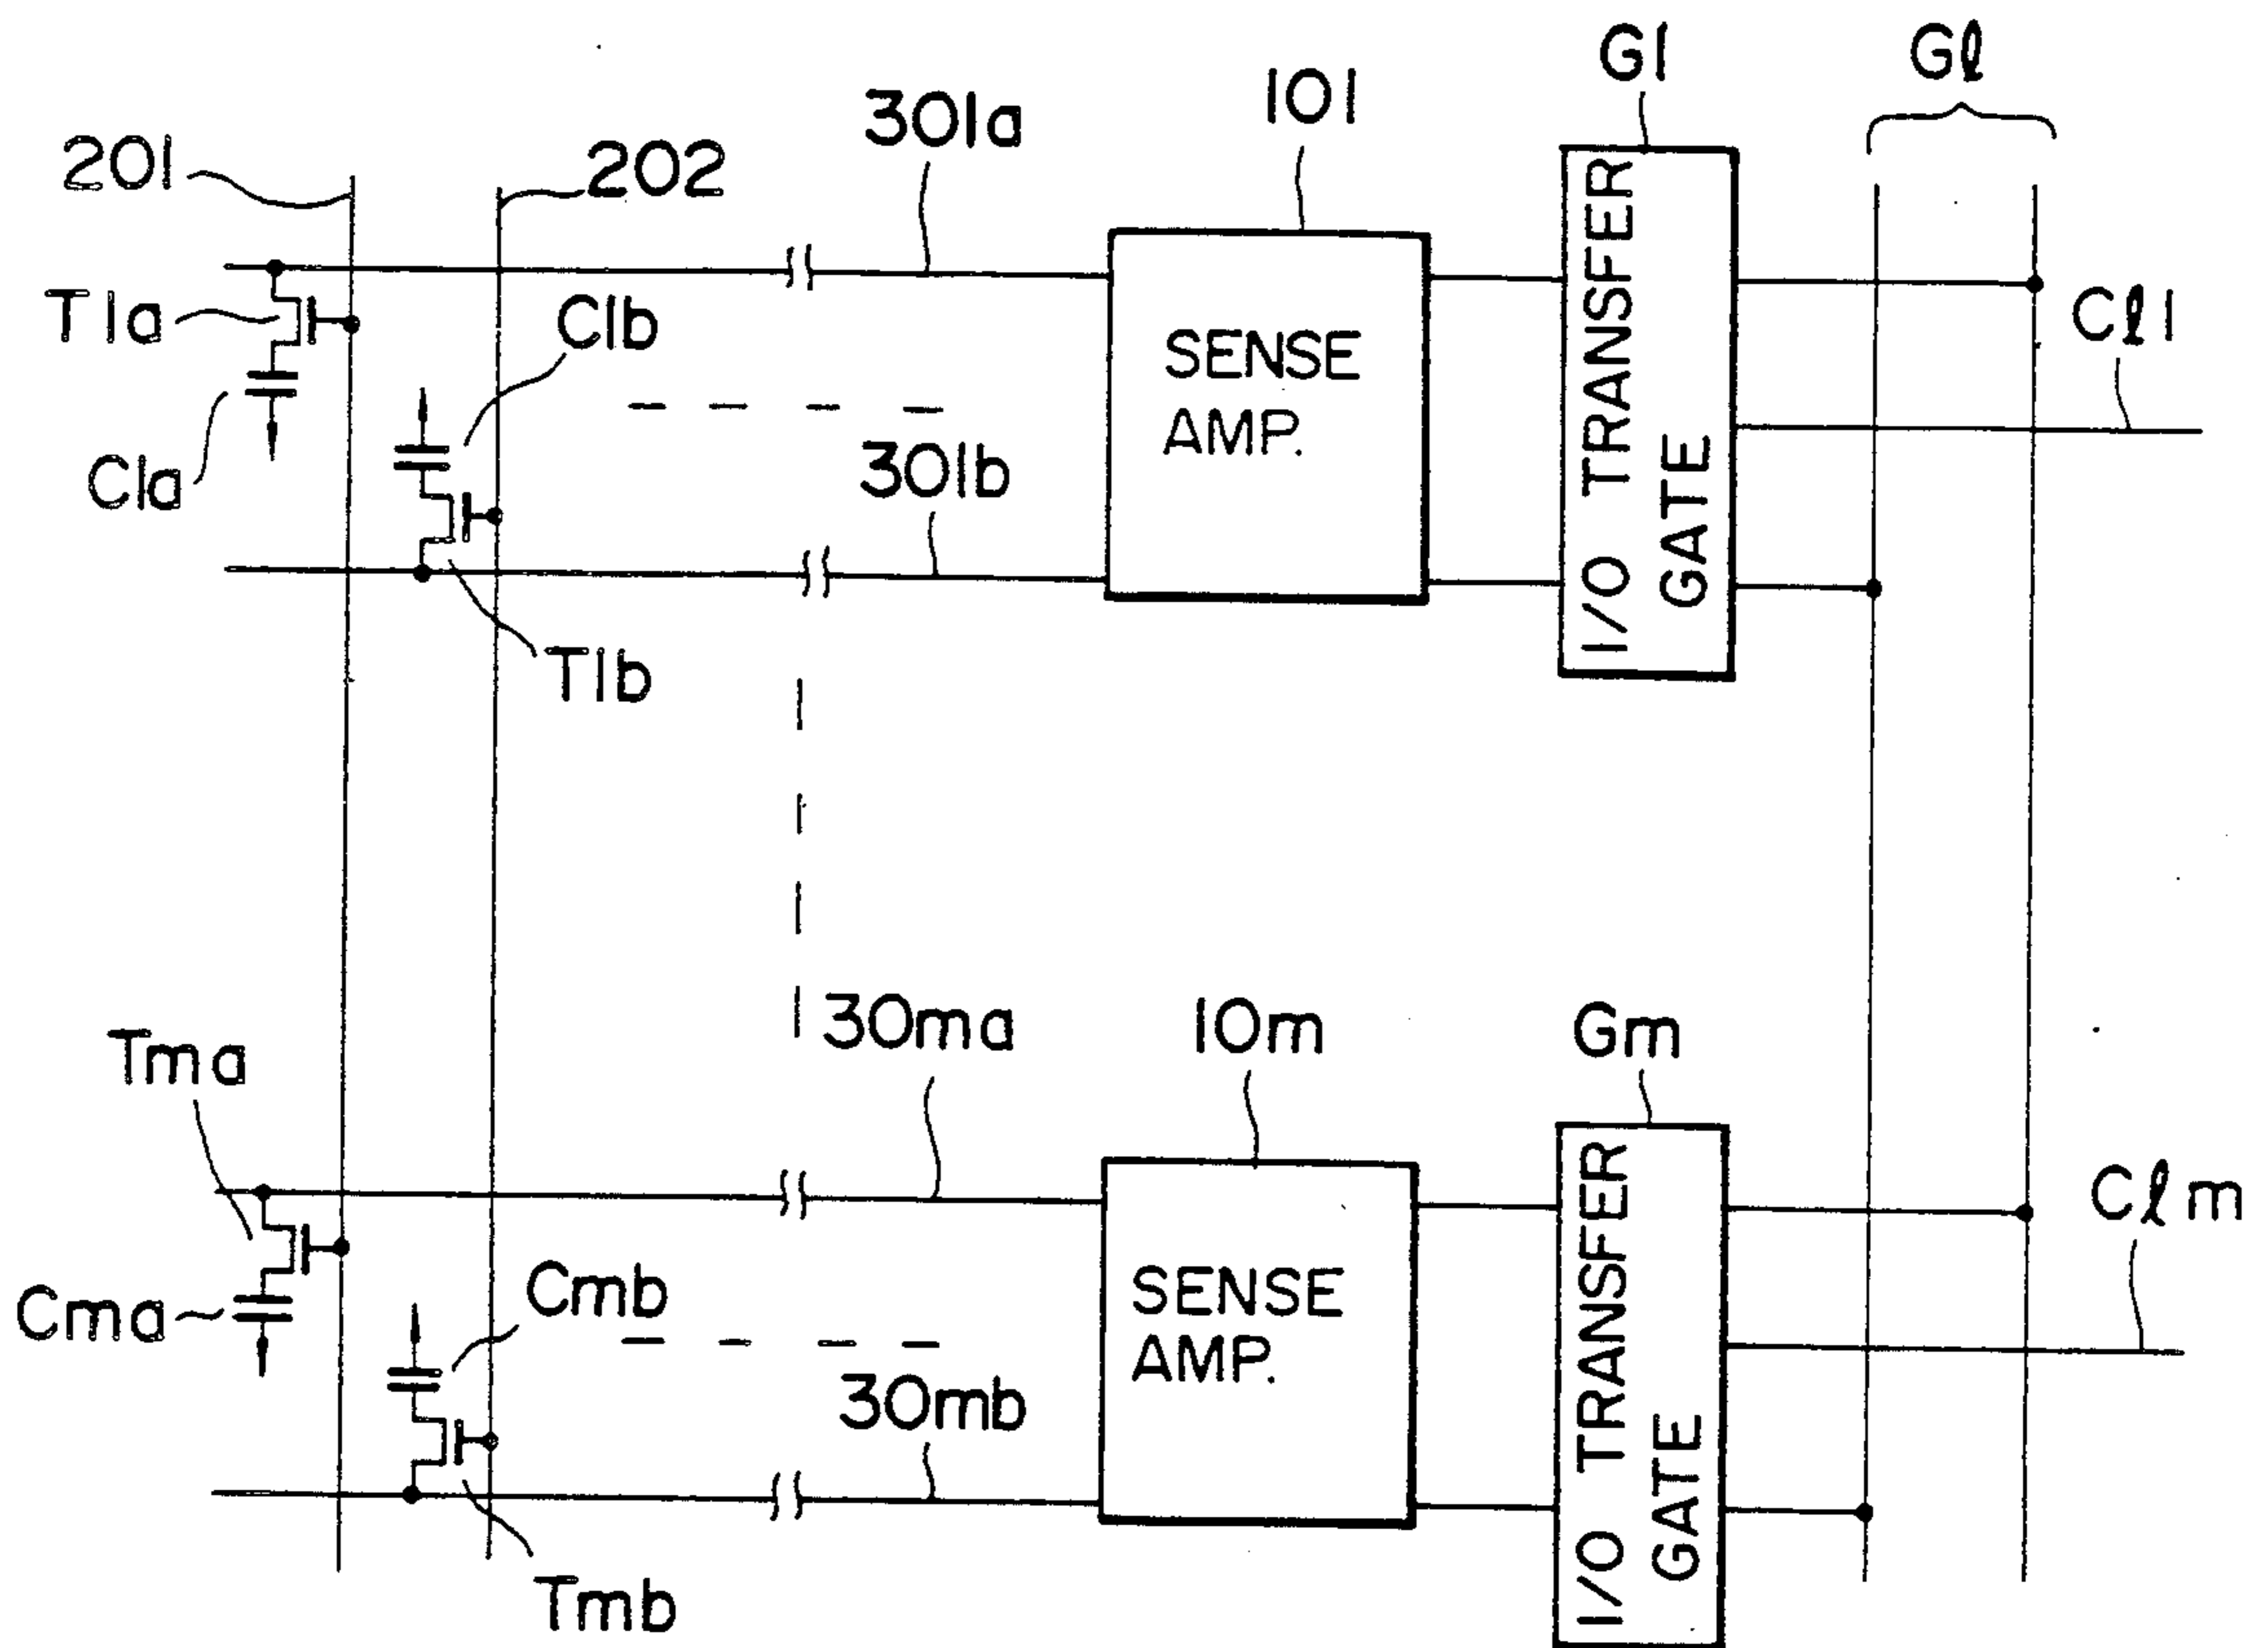 G1
Gℓ
101
301a
201
202
T1a
C1b
Cℓ1
SENSE
AMP.
I/O TRANSFER
GATE
C1a
301b
T1b
30ma
10m
Gm
Tma
Cℓm
Cmb
Cma
SENSE
AMP.
I/O TRANSFER
GATE
30mb
Tmb